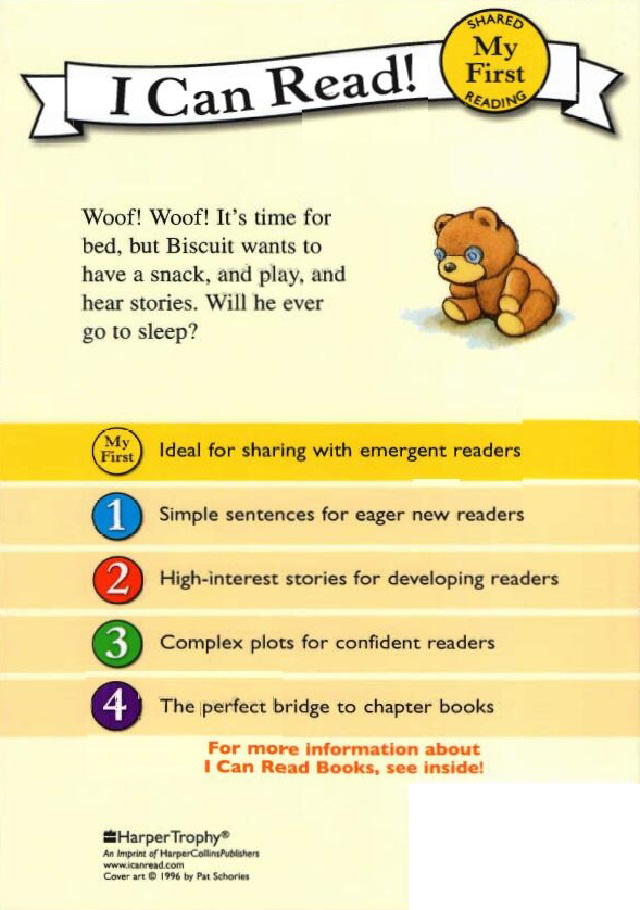 I Can Read!
SHARED
My
First
READING
Woof! Woof! It's time for
bed, but Biscuit wants to
have a snack, and play, and
hear stories. Will he ever
go to sleep?
My
First
Ideal for sharing with emergent readers
1 Simple sentences for eager new readers
2 High-interest stories for developing readers
3 Complex plots for confident readers
4 The perfect bridge to chapter books
For more information about
I Can Read Books, see inside!
HarperTrophy®
An Imprint of HarperCollinsPublishers
www.icanread.com
Cover art © 1996 by Pat Schories